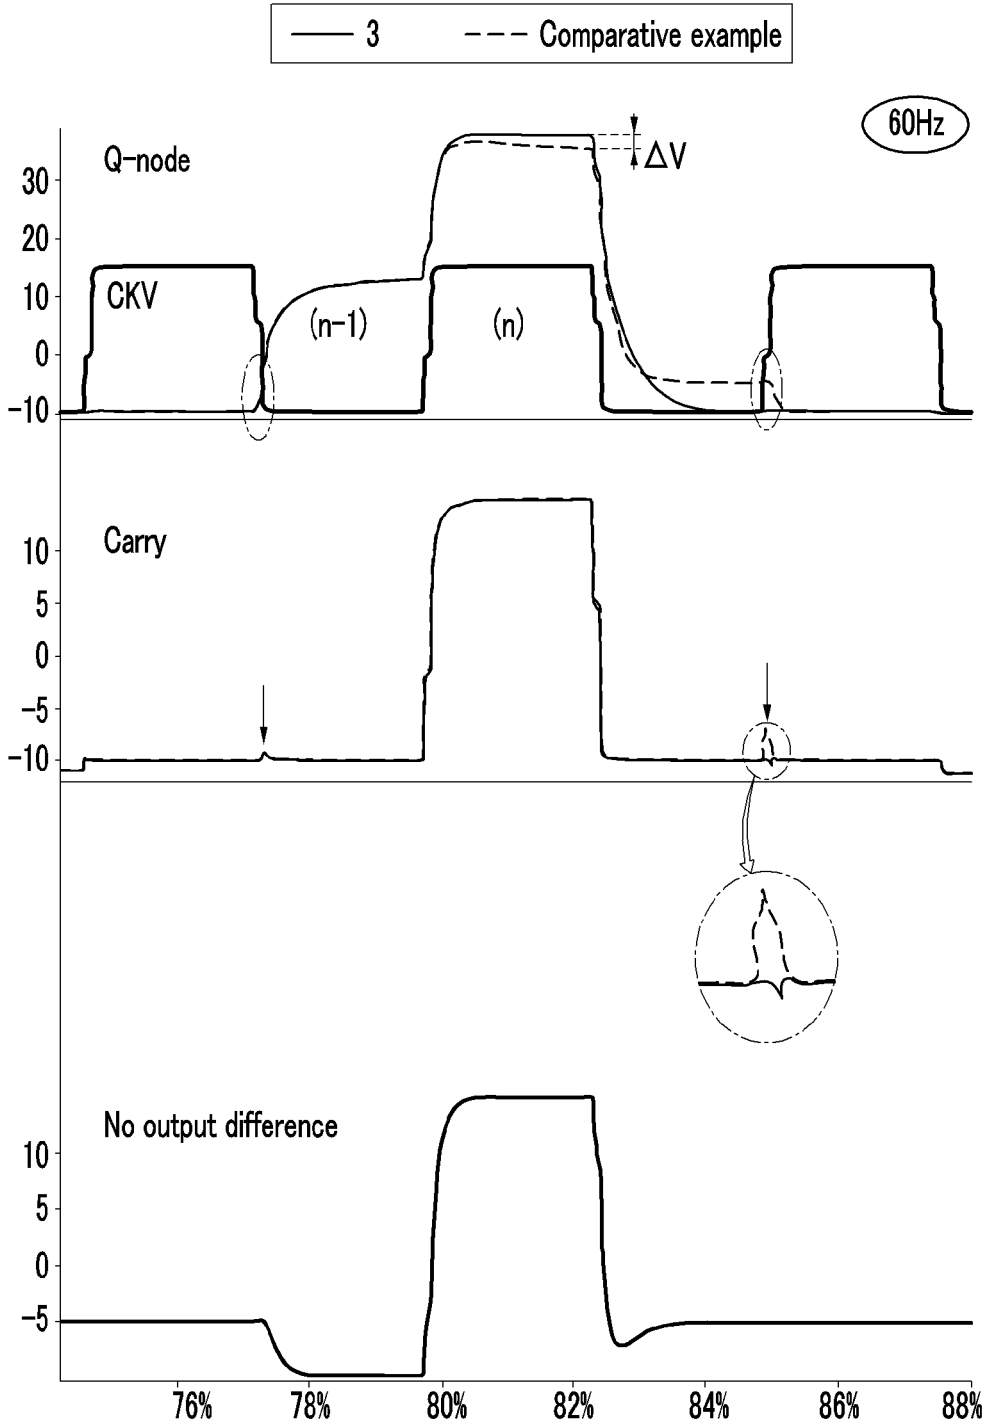 3 Comparative example
60Hz
Q-node
ΔV
30
20
CKV
10
(n-1) (n)
0
-10
Carry
10
5
0
-5
-10
No output difference
10
5
0
-5
76% 78% 80% 82% 84% 86% 88%